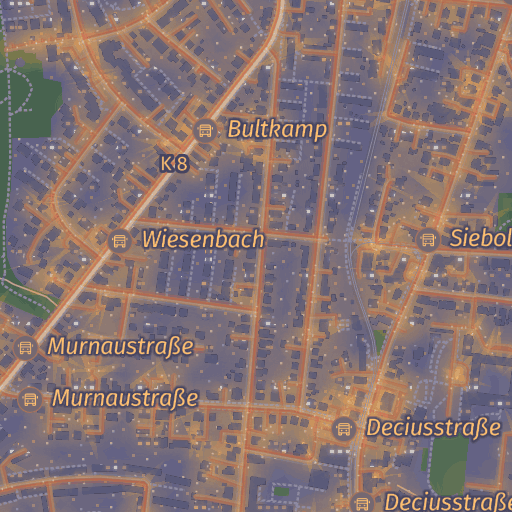 Bultkamp
K 8
Wiesenbach
Siebol
Murnaustraße
Murnaustraße
Deciusstraße
Deciusstraße